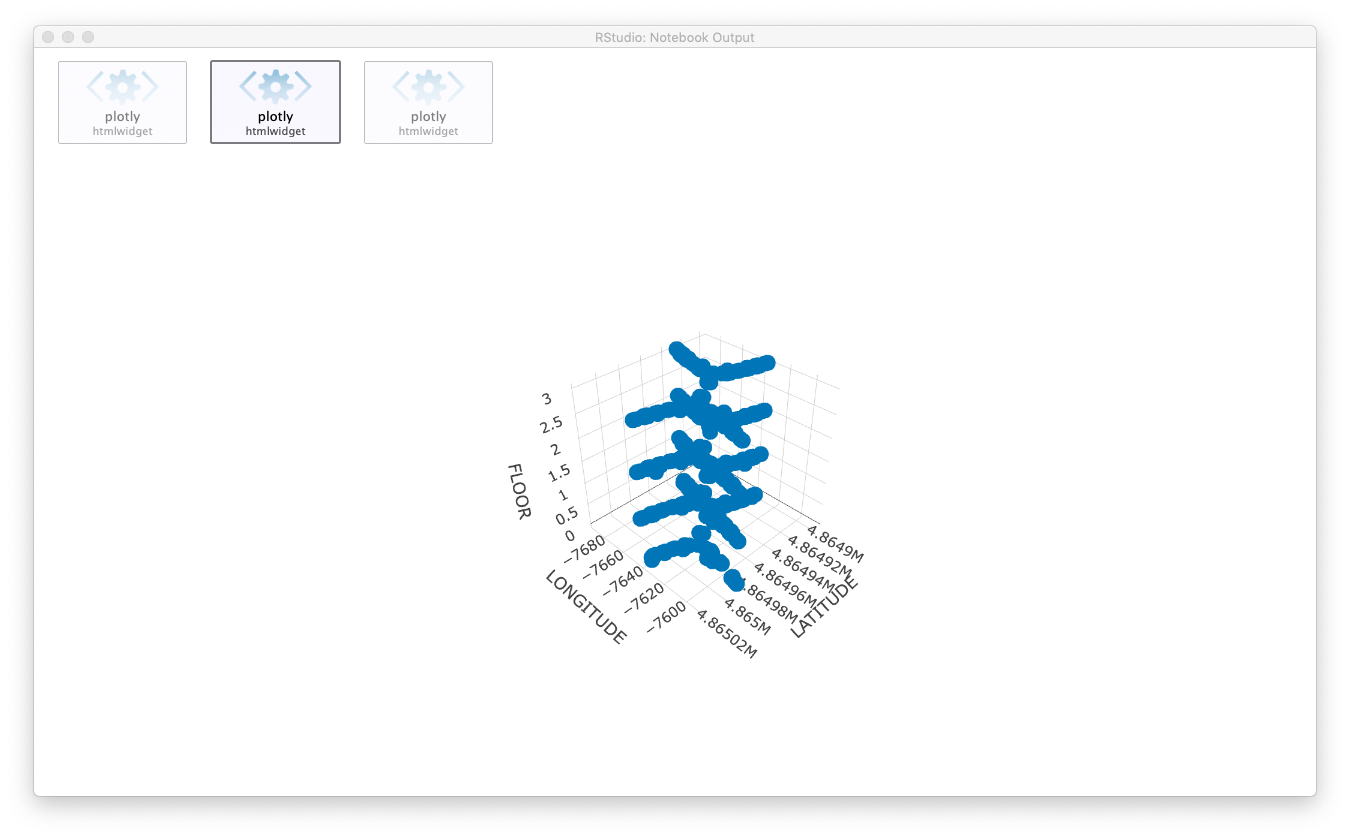 RStudio: Notebook Output
plotly
htmlwidget
plotly
htmlwidget
plotly
htmlwidget
3
2.5
2
1.5
1
0.5
0
FLOOR
−7680
−7660
−7640
−7620
−7600
LONGITUDE
4.8649M
4.86492M
4.86494M
4.86496M
4.86498M
4.865M
4.86502M
LATITUDE